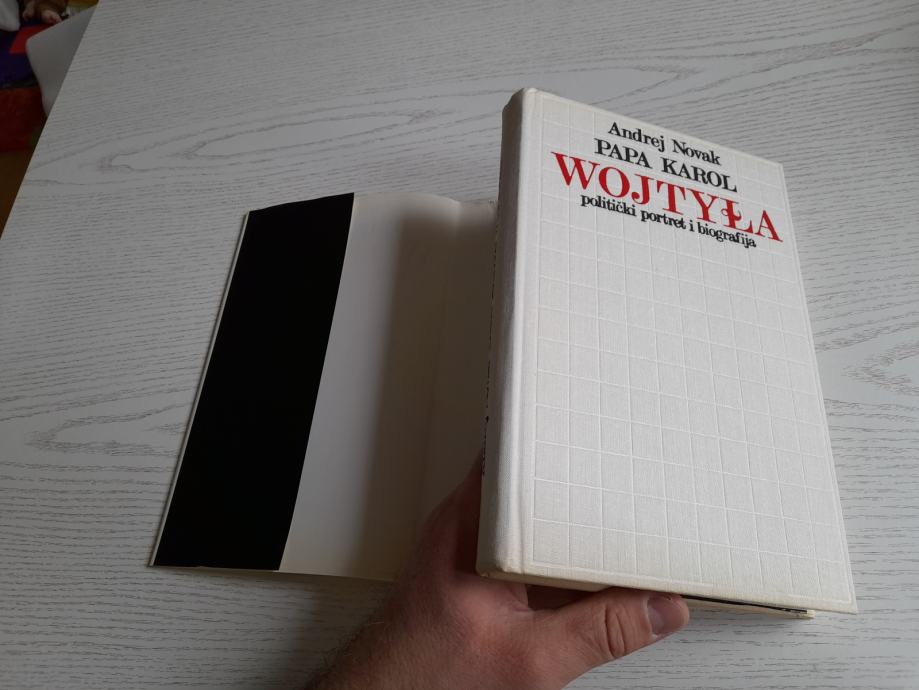 Andrej Novak
PAPA KAROL
WOJTYŁA
politički portret i biografija